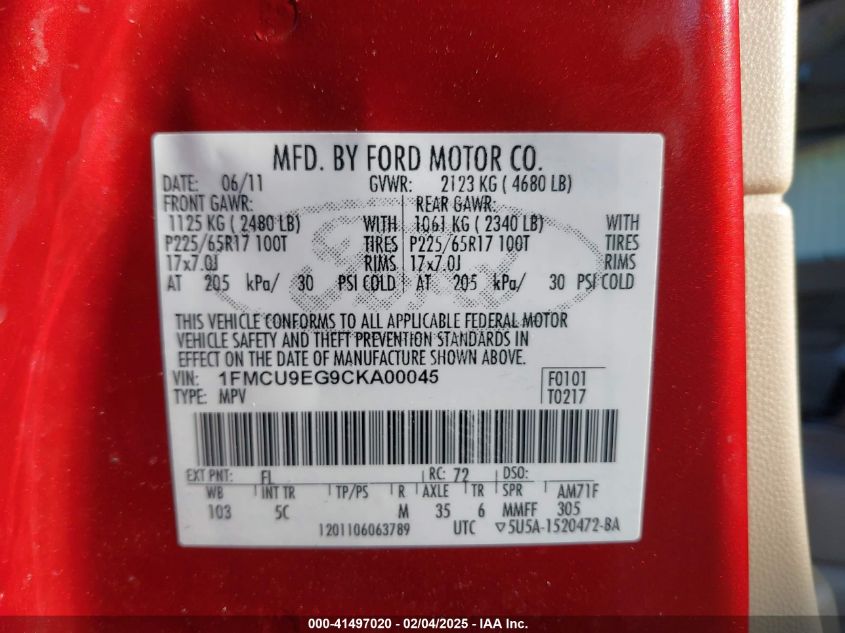 MFD. BY FORD MOTOR CO.
DATE: 06/11 GVWR: 2123 KG ( 4680 LB)
FRONT GAWR: REAR GAWR:
1125 KG ( 2480 LB) WITH 1061 KG ( 2340 LB) WITH
P225/65R17 100T TIRES P225/65R17 100T TIRES
17x7.0J RIMS 17x7.0J RIMS
AT 205 kPa/ 30 PSI COLD AT 205 kPa/ 30 PSI COLD
Ford
THIS VEHICLE CONFORMS TO ALL APPLICABLE FEDERAL MOTOR
VEHICLE SAFETY AND THEFT PREVENTION STANDARDS IN
EFFECT ON THE DATE OF MANUFACTURE SHOWN ABOVE.
VIN: 1FMCU9EG9CKA00045 F0101
TYPE: MPV T0217
EXT PNT: FL RC: 72 DSO:
WB INT TR TP/PS R AXLE TR SPR AM71F
103 5C M 35 6 MMFF 305
1201106063789 UTC ▽5U5A-1520472-BA
000-41497020 - 02/04/2025 - IAA Inc.